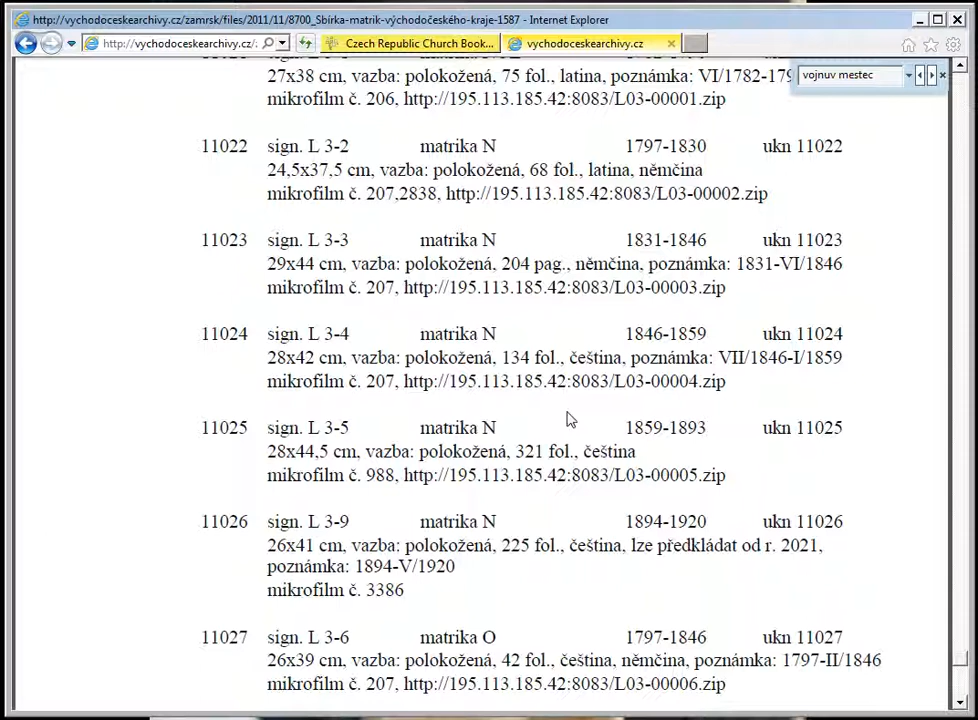 http://vychodoceskearchivy.cz/zamrsk/files/2011/11/8700_Sbírka-matrik-východočeského-kraje-1587 - Internet Explorer
http://vychodoceskearchivy.cz/z
Czech Republic Church Book...
vychodoceskearchivy.cz
vojnuv mestec
27x38 cm, vazba: polokožená, 75 fol., latina, poznámka: VI/1782-179
mikrofilm č. 206, http://195.113.185.42:8083/L03-00001.zip
11022 sign. L 3-2 matrika N 1797-1830 ukn 11022
24,5x37,5 cm, vazba: polokožená, 68 fol., latina, němčina
mikrofilm č. 207,2838, http://195.113.185.42:8083/L03-00002.zip
11023 sign. L 3-3 matrika N 1831-1846 ukn 11023
29x44 cm, vazba: polokožená, 204 pag., němčina, poznámka: 1831-VI/1846
mikrofilm č. 207, http://195.113.185.42:8083/L03-00003.zip
11024 sign. L 3-4 matrika N 1846-1859 ukn 11024
28x42 cm, vazba: polokožená, 134 fol., čeština, poznámka: VII/1846-I/1859
mikrofilm č. 207, http://195.113.185.42:8083/L03-00004.zip
11025 sign. L 3-5 matrika N 1859-1893 ukn 11025
28x44,5 cm, vazba: polokožená, 321 fol., čeština
mikrofilm č. 988, http://195.113.185.42:8083/L03-00005.zip
11026 sign. L 3-9 matrika N 1894-1920 ukn 11026
26x41 cm, vazba: polokožená, 225 fol., čeština, lze předkládat od r. 2021,
poznámka: 1894-V/1920
mikrofilm č. 3386
11027 sign. L 3-6 matrika O 1797-1846 ukn 11027
26x39 cm, vazba: polokožená, 42 fol., čeština, němčina, poznámka: 1797-II/1846
mikrofilm č. 207, http://195.113.185.42:8083/L03-00006.zip